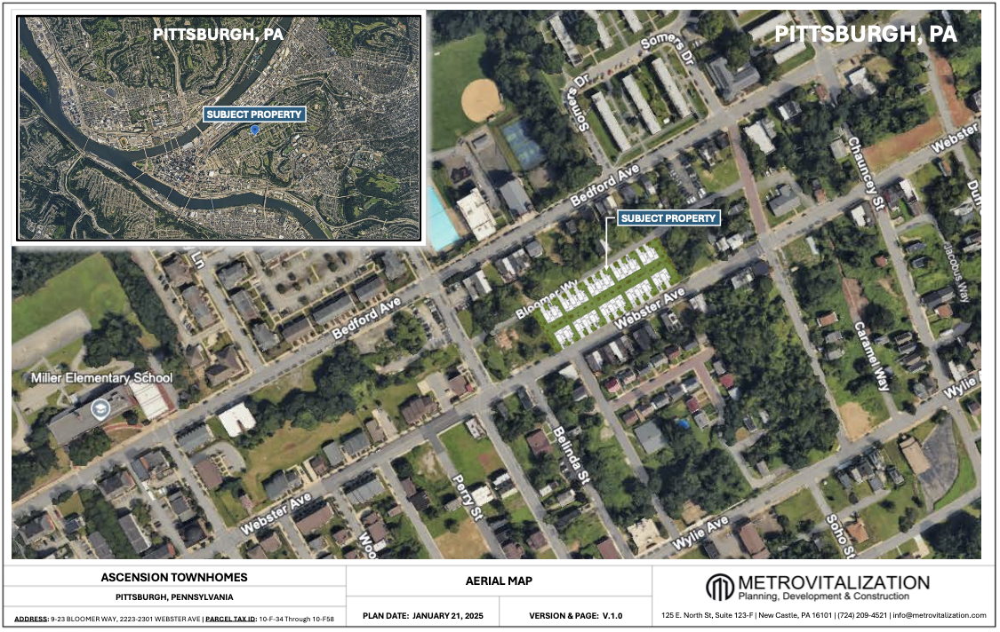 PITTSBURGH, PA
SUBJECT PROPERTY
PITTSBURGH, PA
Somers Dr
Somers Dr
Bedford Ave
Chauncey St
Webster
SUBJECT PROPERTY
Jacobus Way
Ln
Bloomer Wy
Webster Ave
Bedford Ave
Caramel Way
Miller Elementary School
Wylie A
Belinda St
Perry St
Webster Ave
Woo
Wylie Ave
Soho St
ASCENSION TOWNHOMES
PITTSBURGH, PENNSYLVANIA
ADDRESS: 9-23 BLOOMER WAY, 2223-2301 WEBSTER AVE | PARCEL TAX ID: 10-F-34 Through 10-F58
AERIAL MAP
PLAN DATE: JANUARY 21, 2025
VERSION & PAGE: V.1.0
METROVITALIZATION
Planning, Development & Construction
125 E. North St, Suite 123-F | New Castle, PA 16101 | (724) 209-4521 | info@metrovitalization.com